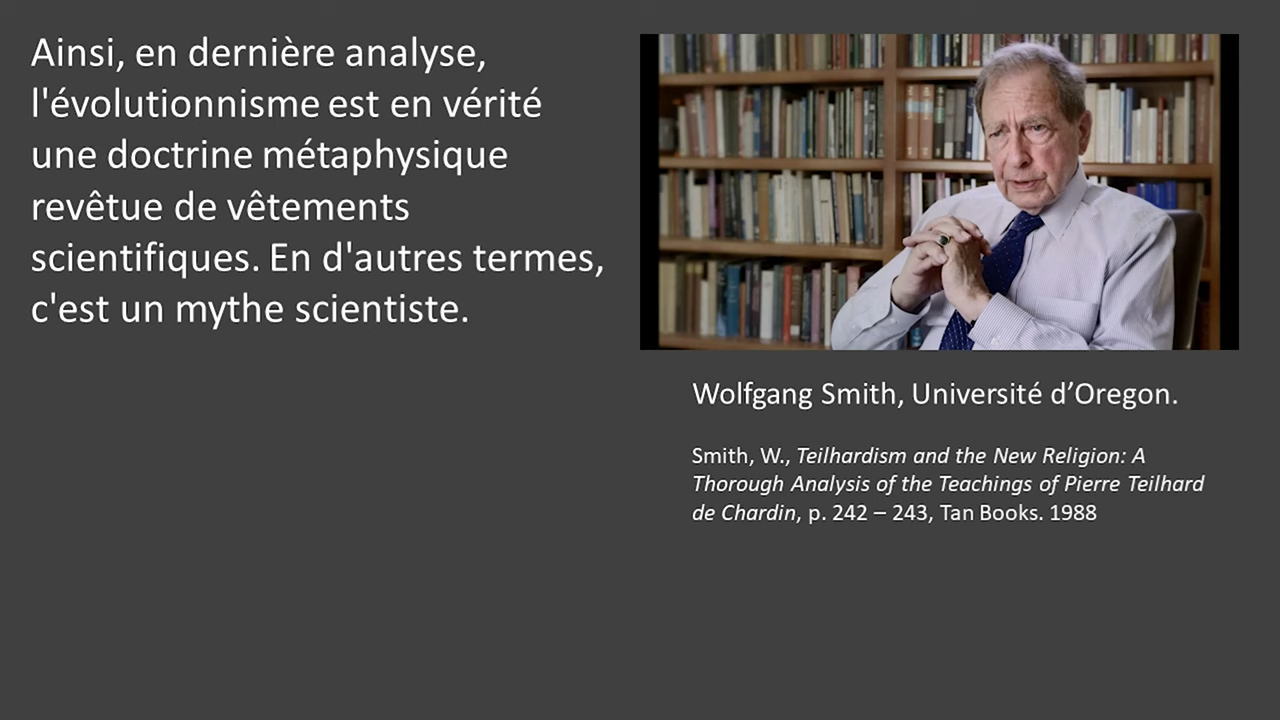 Ainsi, en dernière analyse,
l'évolutionnisme est en vérité
une doctrine métaphysique
revêtue de vêtements
scientifiques. En d'autres termes,
c'est un mythe scientiste.
Wolfgang Smith, Université d’Oregon.
Smith, W., Teilhardism and the New Religion: A
Thorough Analysis of the Teachings of Pierre Teilhard
de Chardin, p. 242 – 243, Tan Books. 1988